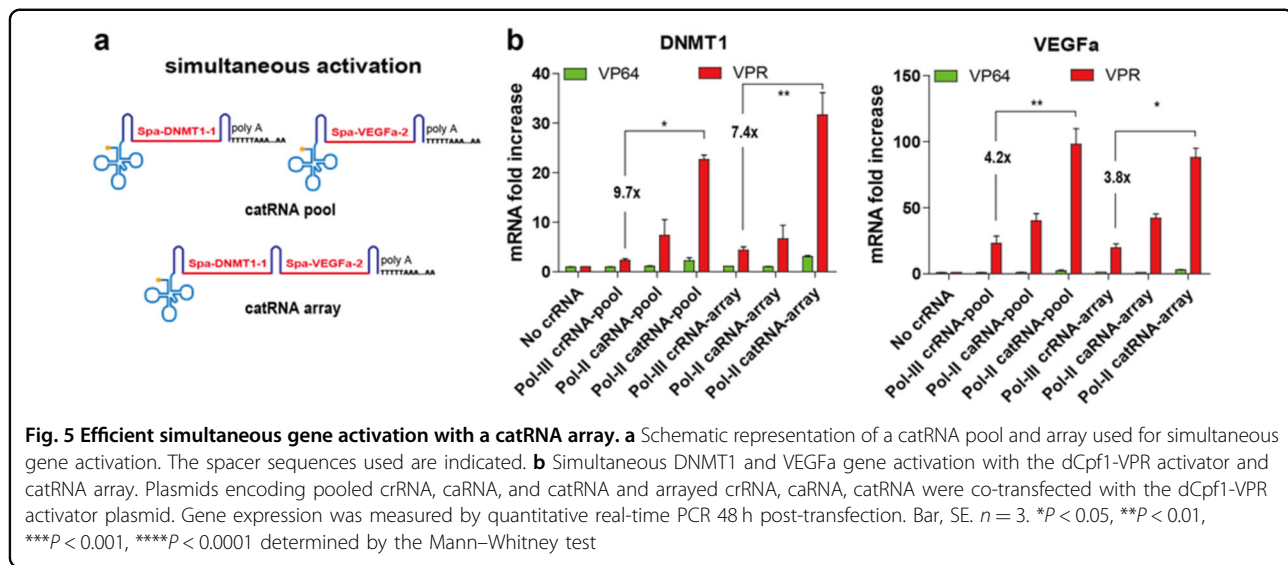 a
simultaneous activation
Spa-DNMT1-1
poly A
TTTTTAAA...AA
Spa-VEGFa-2
poly A
TTTTTAAA...AA
catRNA pool
Spa-DNMT1-1
Spa-VEGFa-2
poly A
TTTTTAAA...AA
catRNA array
b
DNMT1
VP64
VPR
mRNA fold increase
40
30
20
10
0
9.7x
*
7.4x
**
No crRNA
Pol-III crRNA-pool
Pol-II caRNA-pool
Pol-II catRNA-pool
Pol-III crRNA-array
Pol-II caRNA-array
Pol-II catRNA-array
VEGFa
VP64
VPR
mRNA fold increase
150
100
50
0
4.2x
**
3.8x
*
No crRNA
Pol-III crRNA-pool
Pol-II caRNA-pool
Pol-II catRNA-pool
Pol-III crRNA-array
Pol-II caRNA-array
Pol-II catRNA-array
Fig. 5 Efficient simultaneous gene activation with a catRNA array. a Schematic representation of a catRNA pool and array used for simultaneous
gene activation. The spacer sequences used are indicated. b Simultaneous DNMT1 and VEGFa gene activation with the dCpf1-VPR activator and
catRNA array. Plasmids encoding pooled crRNA, caRNA, and catRNA and arrayed crRNA, caRNA, catRNA were co-transfected with the dCpf1-VPR
activator plasmid. Gene expression was measured by quantitative real-time PCR 48 h post-transfection. Bar, SE. n = 3. *P < 0.05, **P < 0.01,
***P < 0.001, ****P < 0.0001 determined by the Mann–Whitney test